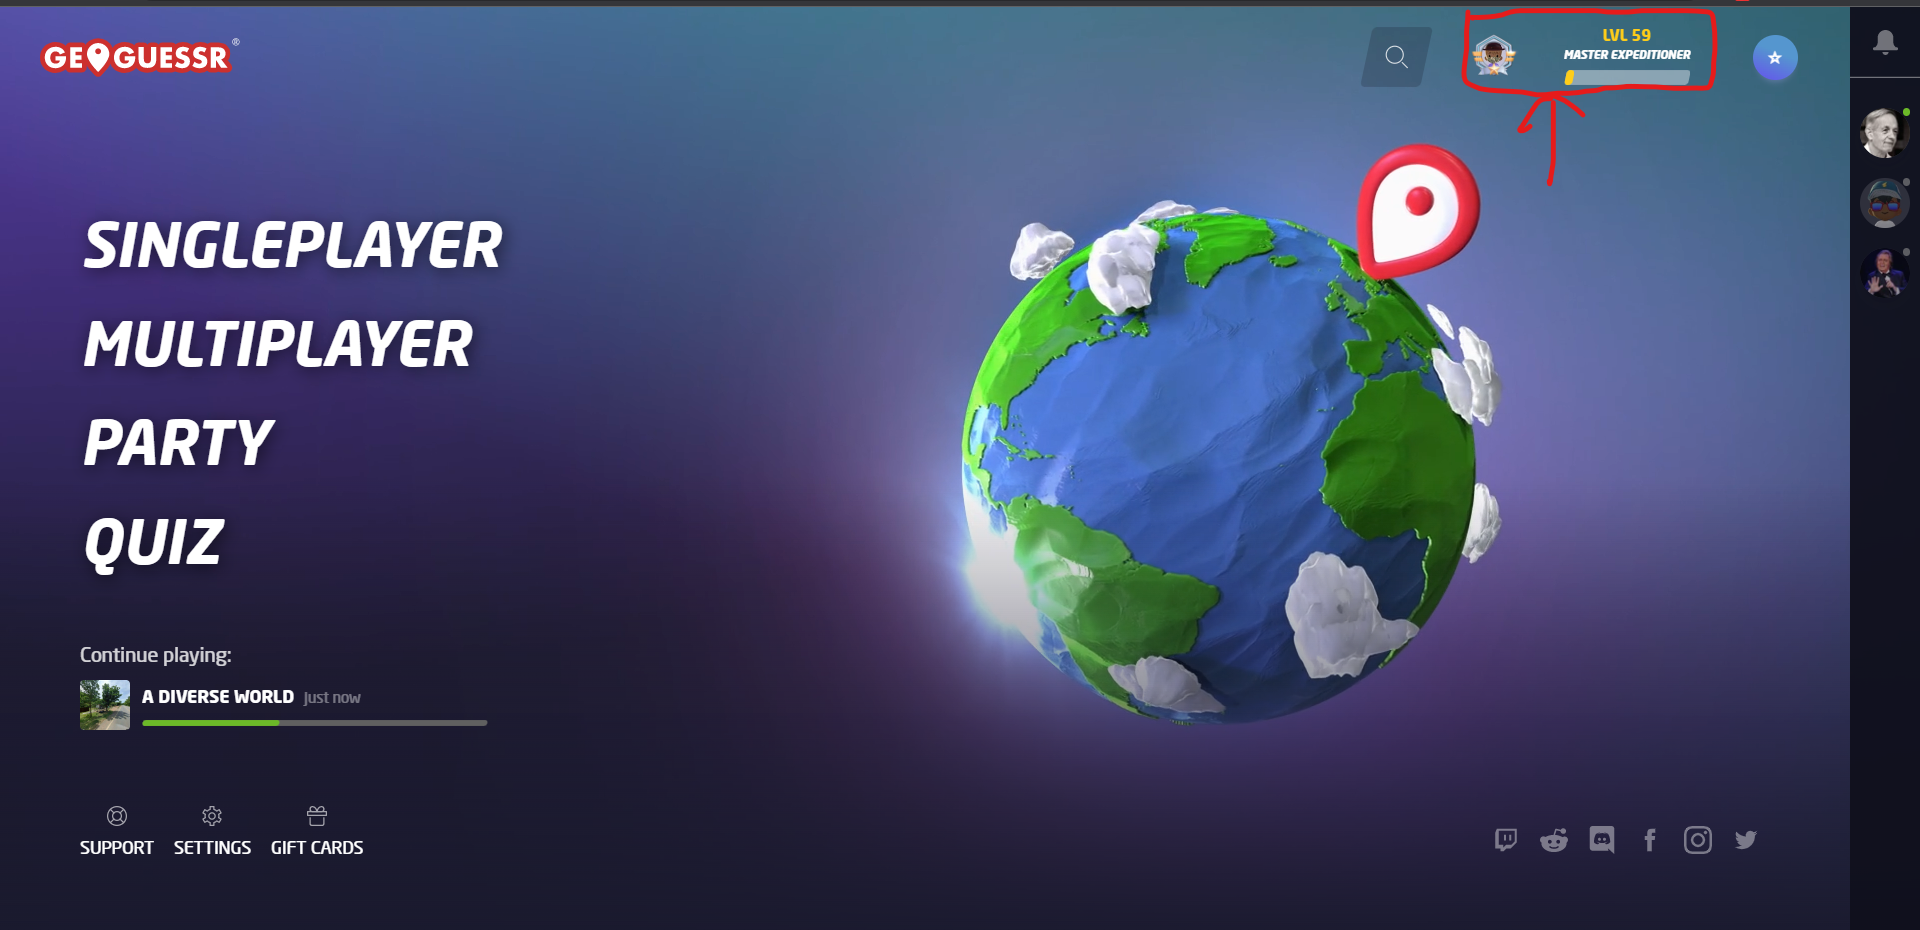 GEOGUESSR®
LVL 59
MASTER EXPEDITIONER
SINGLEPLAYER
MULTIPLAYER
PARTY
QUIZ
Continue playing:
A DIVERSE WORLD Just now
SUPPORT SETTINGS GIFT CARDS